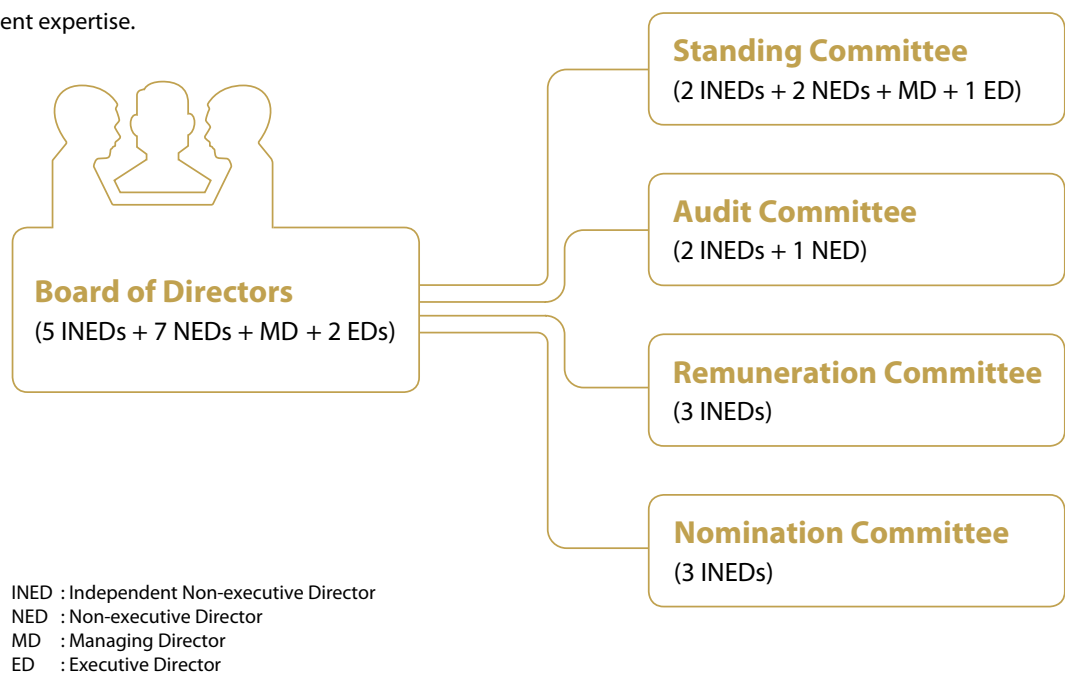 ent expertise.
Standing Committee
(2 INEDs + 2 NEDs + MD + 1 ED)
Audit Committee
(2 INEDs + 1 NED)
Board of Directors
(5 INEDs + 7 NEDs + MD + 2 EDs)
Remuneration Committee
(3 INEDs)
Nomination Committee
(3 INEDs)
INED : Independent Non-executive Director
NED : Non-executive Director
MD : Managing Director
ED : Executive Director